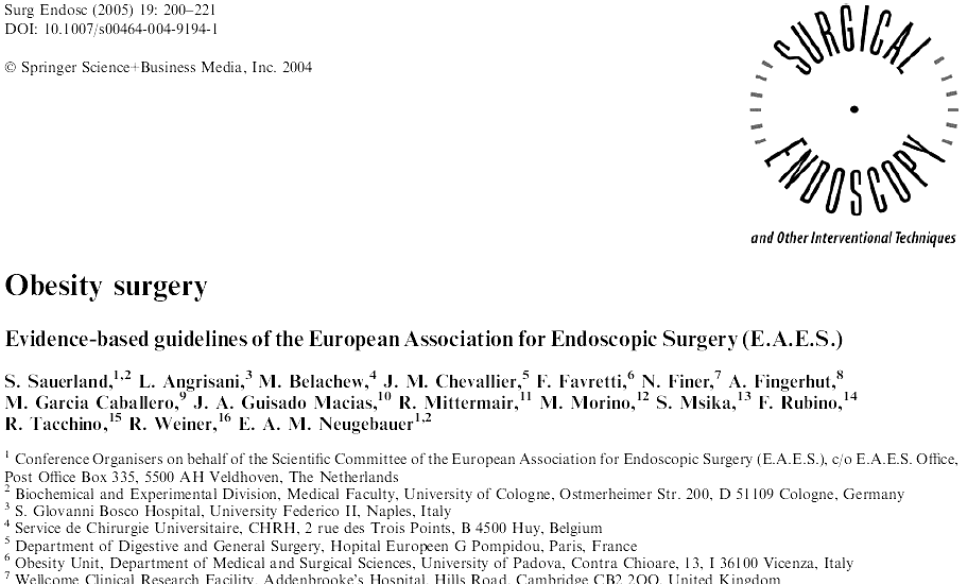 Surg Endosc (2005) 19: 200–221
DOI: 10.1007/s00464-004-9194-1
© Springer Science+Business Media, Inc. 2004
SURGICAL
ENDOSCOPY
and Other Interventional Techniques
Obesity surgery
Evidence-based guidelines of the European Association for Endoscopic Surgery (E.A.E.S.)
S. Sauerland,1,2 L. Angrisani,3 M. Belachew,4 J. M. Chevallier,5 F. Favretti,6 N. Finer,7 A. Fingerhut,8
M. Garcia Caballero,9 J. A. Guisado Macias,10 R. Mittermair,11 M. Morino,12 S. Msika,13 F. Rubino,14
R. Tacchino,15 R. Weiner,16 E. A. M. Neugebauer1,2
1 Conference Organisers on behalf of the Scientific Committee of the European Association for Endoscopic Surgery (E.A.E.S.), c/o E.A.E.S. Office,
Post Office Box 335, 5500 AH Veldhoven, The Netherlands
2 Biochemical and Experimental Division, Medical Faculty, University of Cologne, Ostmerheimer Str. 200, D 51109 Cologne, Germany
3 S. GIovanni Bosco Hospital, University Federico II, Naples, Italy
4 Service de Chirurgie Universitaire, CHRH, 2 rue des Trois Points, B 4500 Huy, Belgium
5 Department of Digestive and General Surgery, Hopital Europeen G Pompidou, Paris, France
6 Obesity Unit, Department of Medical and Surgical Sciences, University of Padova, Contra Chioare, 13, I 36100 Vicenza, Italy
7 Wellcome Clinical Research Facility, Addenbrooke's Hospital, Hills Road, Cambridge CB2 2QQ, United Kingdom